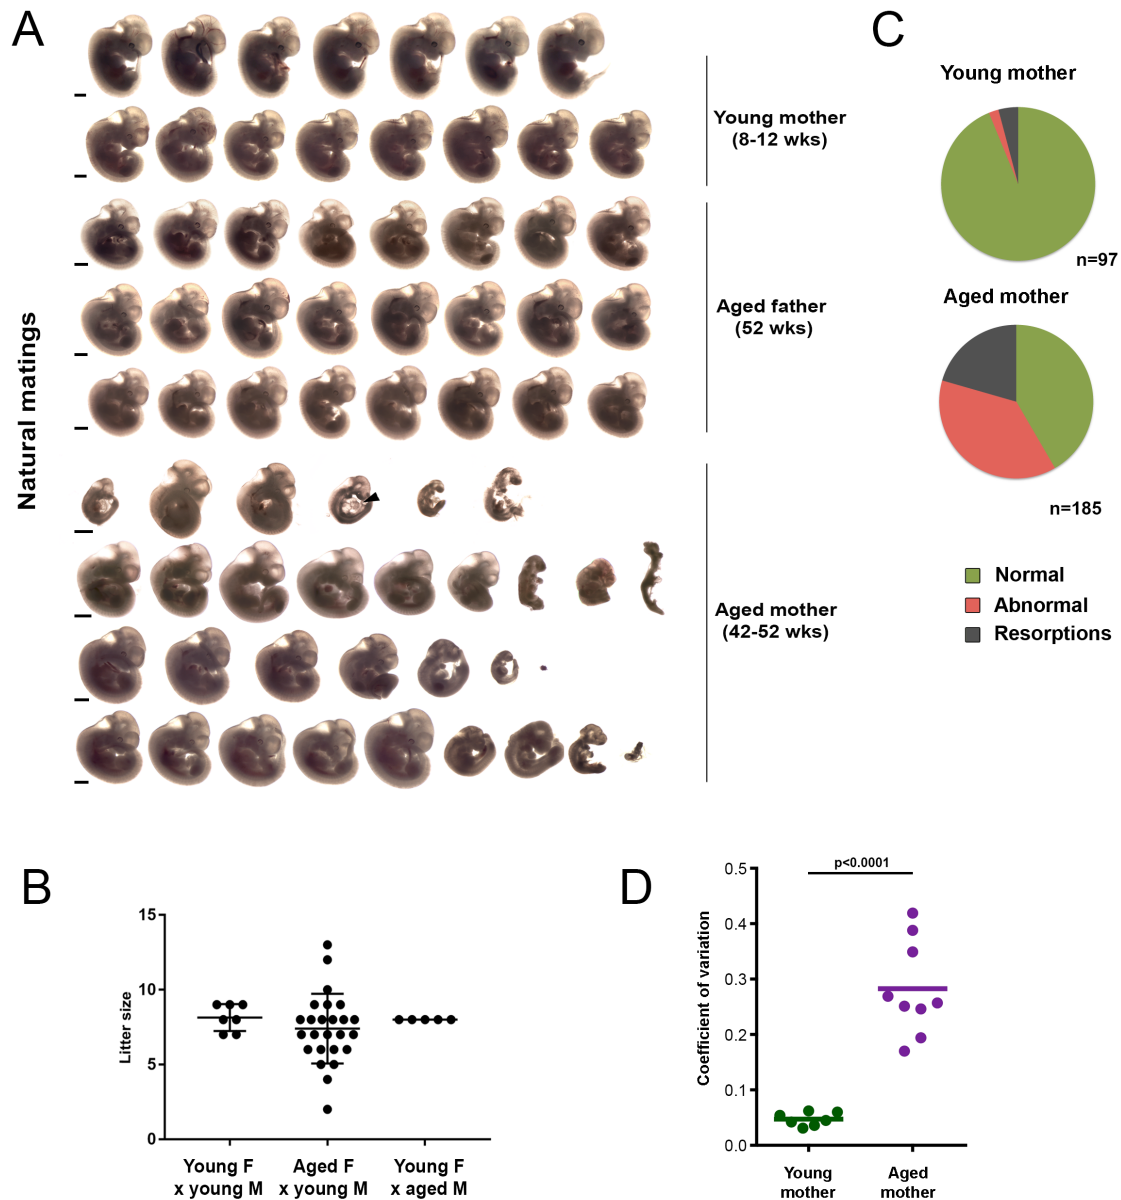 A
Natural matings
Young mother
(8-12 wks)
Aged father
(52 wks)
Aged mother
(42-52 wks)
C
Young mother
n=97
Aged mother
n=185
Normal
Abnormal
Resorptions
B
Litter size
15
10
5
0
Young F
x young M
Aged F
x young M
Young F
x aged M
D
p<0.0001
Coefficient of variation
0.5
0.4
0.3
0.2
0.1
0.0
Young
mother
Aged
mother